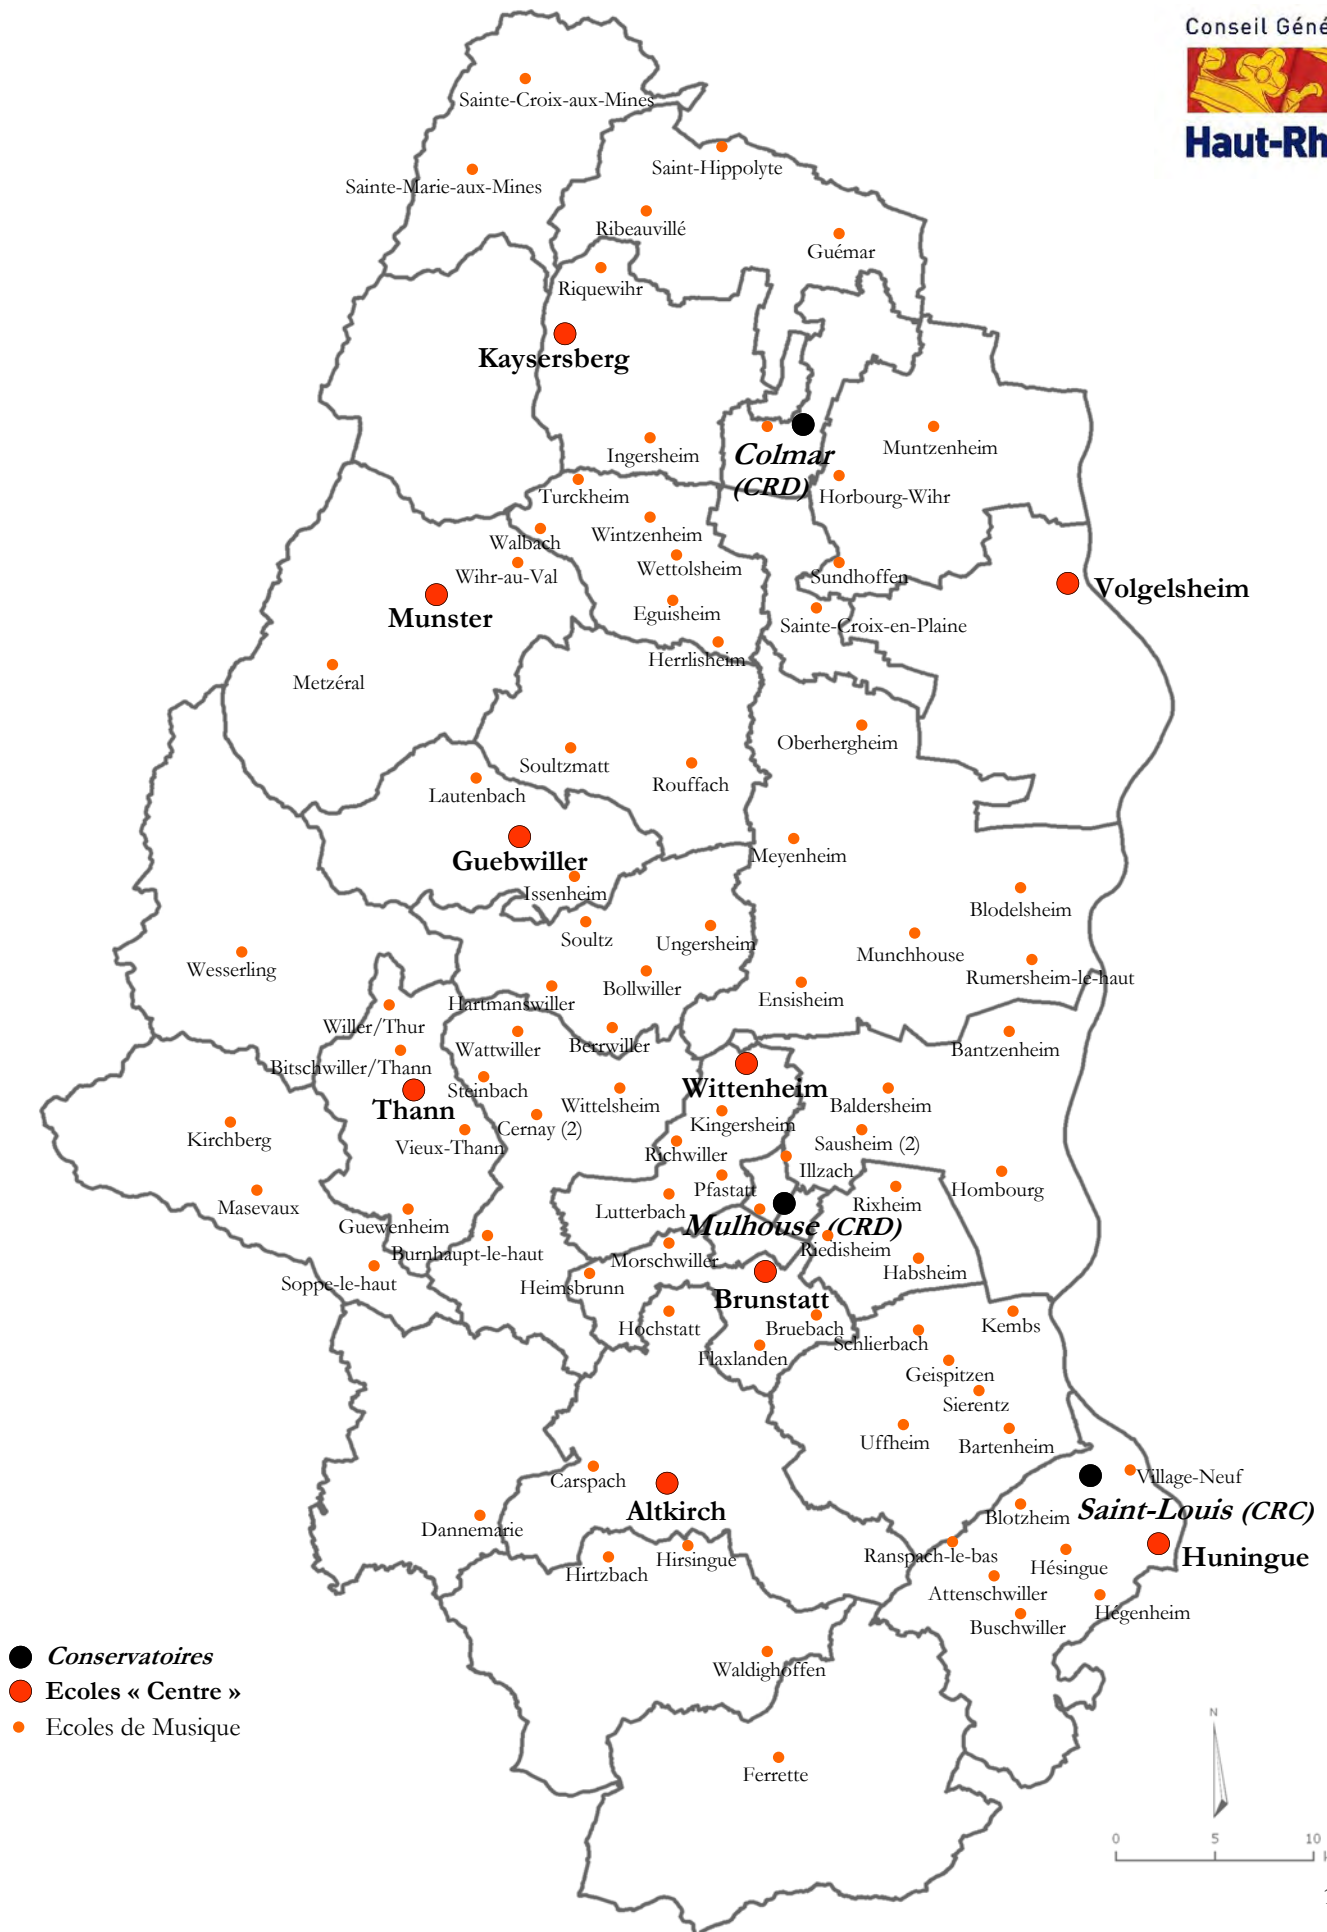 Conseil Géné
Haut-Rh
Sainte-Croix-aux-Mines
Saint-Hippolyte
Sainte-Marie-aux-Mines
Ribeauvillé
Guémar
Riquewihr
Kaysersberg
Ingersheim
Colmar
(CRD)
Muntzenheim
Turckheim
Horbourg-Wihr
Wintzenheim
Walbach
Wettolsheim
Wihr-au-Val
Sundhoffen
Volgelsheim
Munster
Eguisheim
Sainte-Croix-en-Plaine
Herrlisheim
Metzéral
Oberhergheim
Soultzmatt
Rouffach
Lautenbach
Guebwiller
Meyenheim
Issenheim
Blodelsheim
Soultz
Ungersheim
Munchhouse
Wesserling
Bollwiller
Rumersheim-le-haut
Hartmanswiller
Ensisheim
Willer/Thur
Wattwiller
Berrwiller
Bantzenheim
Bitschwiller/Thann
Steinbach
Wittenheim
Thann
Wittelsheim
Baldersheim
Kingersheim
Cernay (2)
Kirchberg
Vieux-Thann
Richwiller
Sausheim (2)
Illzach
Pfastatt
Hombourg
Masevaux
Lutterbach
Rixheim
Guewenheim
Mulhouse (CRD)
Burnhaupt-le-haut
Morschwiller
Riedisheim
Soppe-le-haut
Heimsbrunn
Habsheim
Brunstatt
Hochstatt
Bruebach
Schlierbach
Kembs
Flaxlanden
Geispitzen
Sierentz
Uffheim
Bartenheim
Carspach
Village-Neuf
Altkirch
Blotzheim
Saint-Louis (CRC)
Dannemarie
Hirsingue
Ranspach-le-bas
Huningue
Hirtzbach
Hésingue
Attenschwiller
Hégenheim
Buschwiller
Conservatoires
Waldighoffen
Ecoles « Centre »
Ecoles de Musique
N
Ferrette
0 5 10